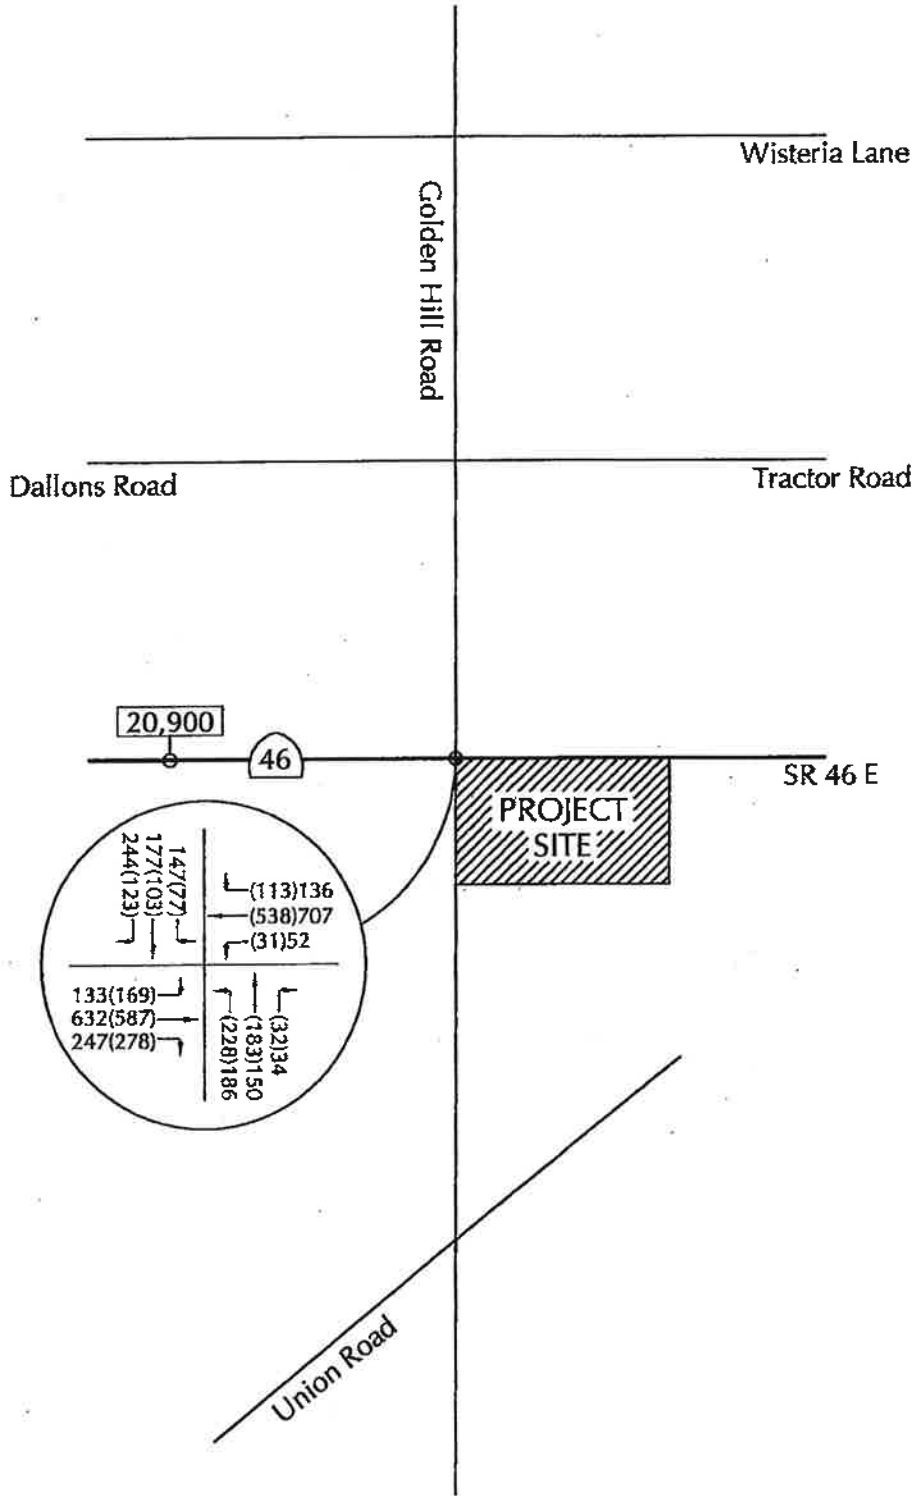 Wisteria Lane
Golden Hill Road
Dallons Road
Tractor Road
20,900
46
SR 46 E
PROJECT
SITE
147(77)
177(103)
244(123)
(113)136
(538)707
(31)52
133(169)
632(587)
247(278)
(32)34
(183)150
(228)186
Union Road